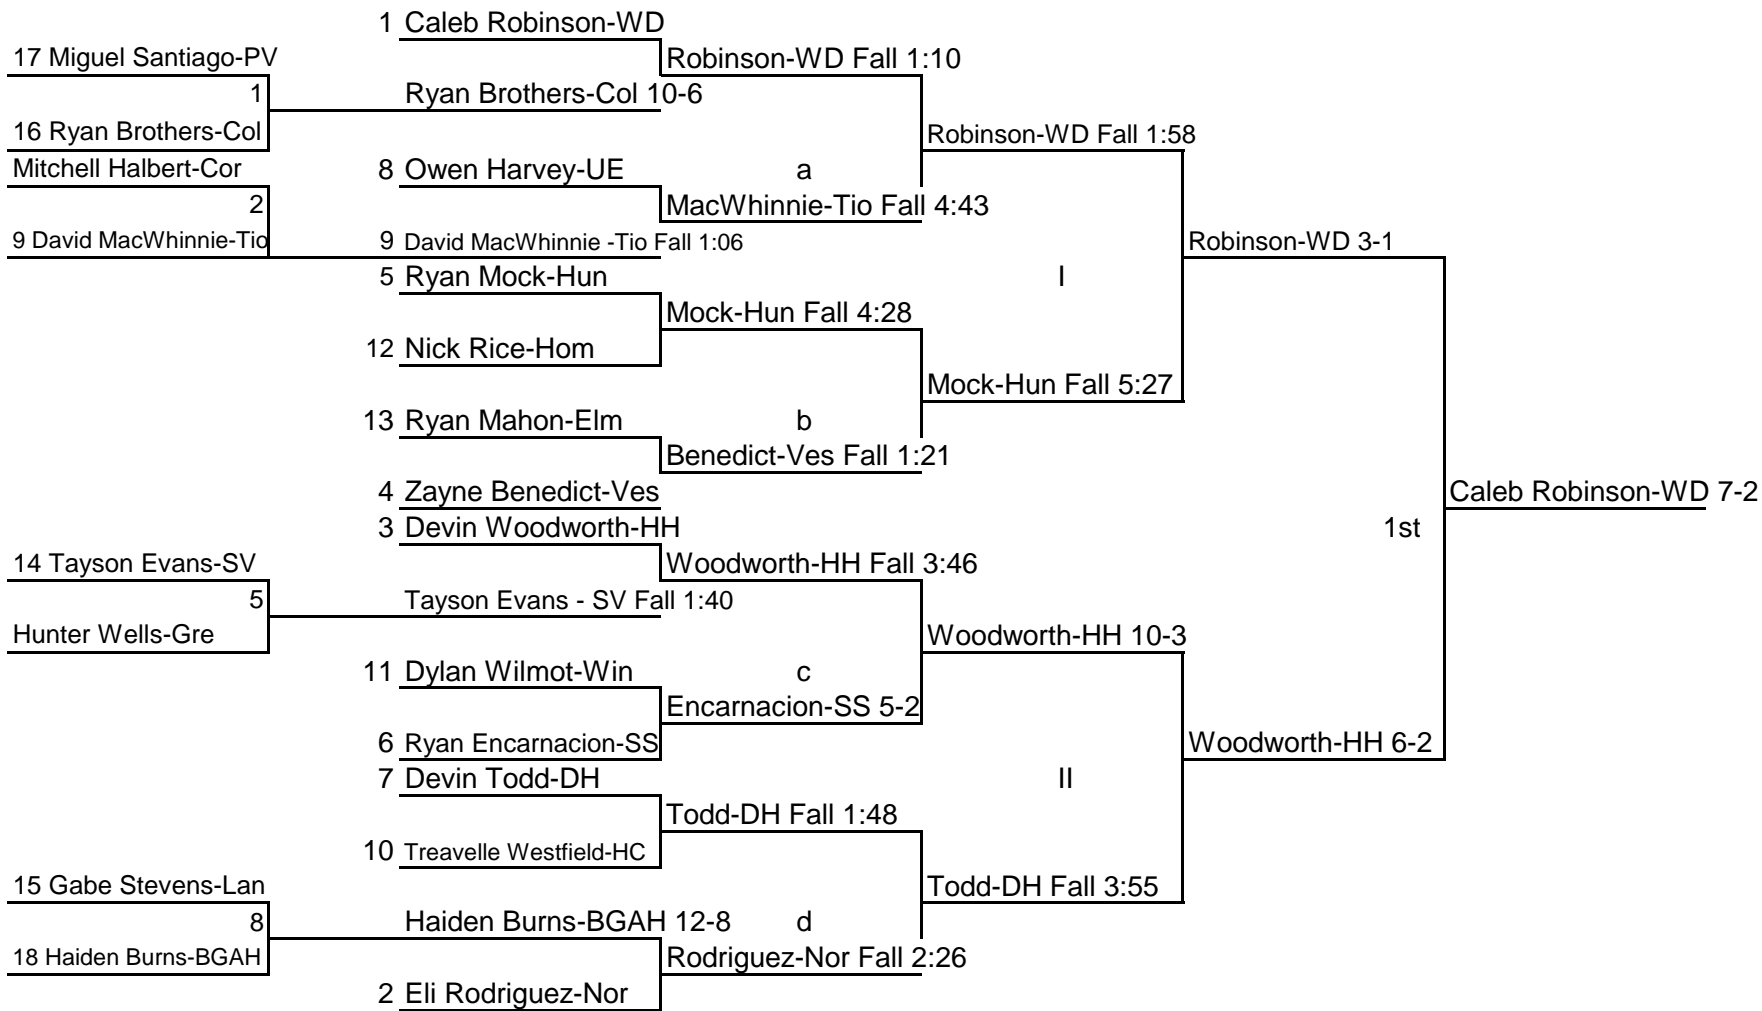 1 Caleb Robinson-WD
17 Miguel Santiago-PV
Robinson-WD Fall 1:10
1
Ryan Brothers-Col 10-6
16 Ryan Brothers-Col
Robinson-WD Fall 1:58
Mitchell Halbert-Cor
8 Owen Harvey-UE
a
2
MacWhinnie-Tio Fall 4:43
9 David MacWhinnie-Tio
9 David MacWhinnie -Tio Fall 1:06
Robinson-WD 3-1
5 Ryan Mock-Hun
I
Mock-Hun Fall 4:28
12 Nick Rice-Hom
Mock-Hun Fall 5:27
13 Ryan Mahon-Elm
b
Benedict-Ves Fall 1:21
4 Zayne Benedict-Ves
Caleb Robinson-WD 7-2
3 Devin Woodworth-HH
1st
14 Tayson Evans-SV
Woodworth-HH Fall 3:46
5
Tayson Evans - SV Fall 1:40
Hunter Wells-Gre
Woodworth-HH 10-3
11 Dylan Wilmot-Win
c
Encarnacion-SS 5-2
6 Ryan Encarnacion-SS
Woodworth-HH 6-2
7 Devin Todd-DH
II
Todd-DH Fall 1:48
10 Treavelle Westfield-HC
15 Gabe Stevens-Lan
Todd-DH Fall 3:55
8
Haiden Burns-BGAH 12-8
d
18 Haiden Burns-BGAH
Rodriguez-Nor Fall 2:26
2 Eli Rodriguez-Nor